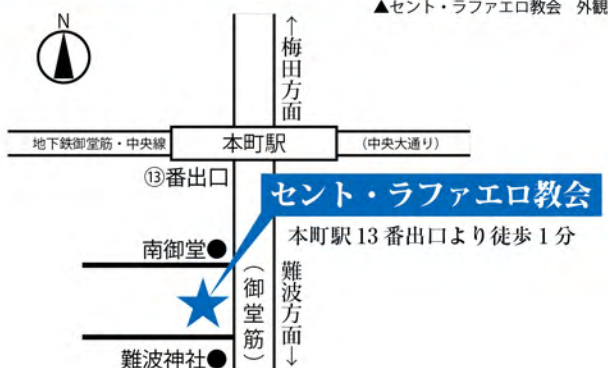 ▲セント・ラファエロ教会 外観
N
↑梅田方面
地下鉄御堂筋・中央線
本町駅
(中央大通り)
⑬番出口
セント・ラファエロ教会
本町駅13番出口より徒歩1分
南御堂●
(御堂筋)
難波方面↓
難波神社●